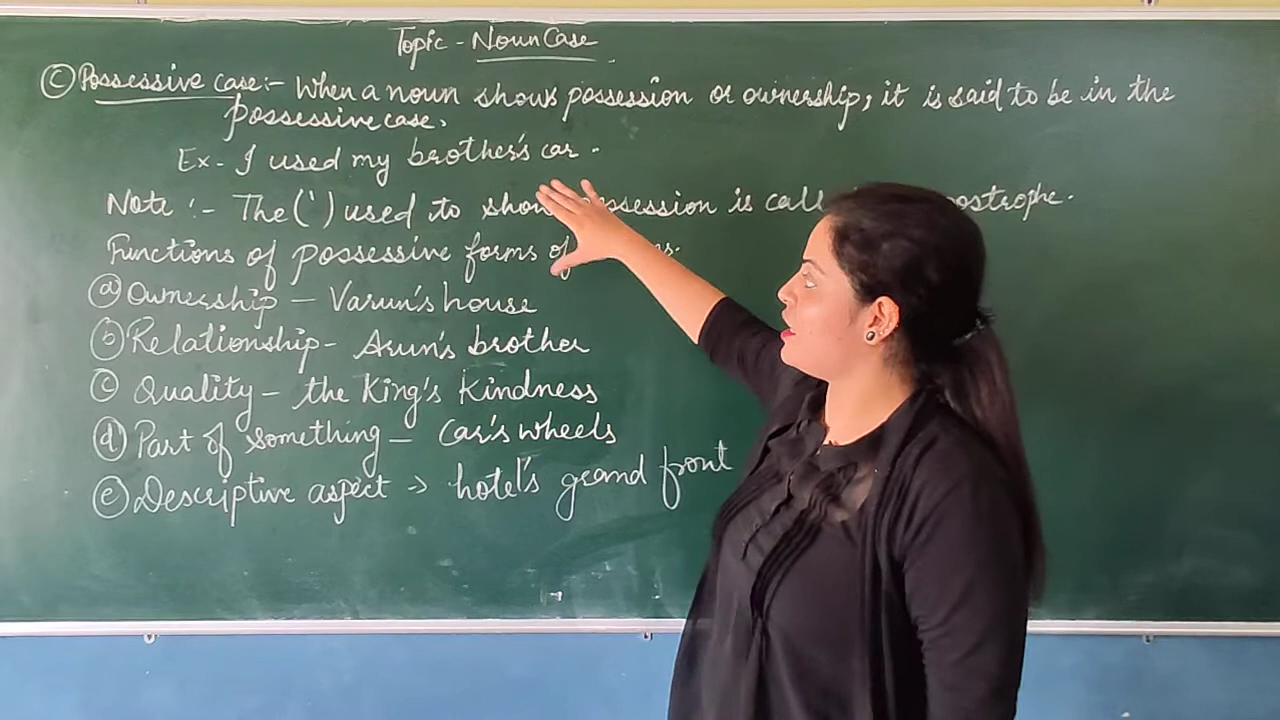 Topic - Noun Case
(C) Possessive case:- When a noun shows possession or ownership, it is said to be in the
possessive case.
Ex - I used my brother's car.
Note :- The (') used to show possession is call postrophe.
Functions of possessive forms of
(a) Ownership - Varun's house
(b) Relationship - Arun's brother
(c) Quality - the King's Kindness
(d) Part of something - Car's wheels
(e) Descriptive aspect → hotel's grand front